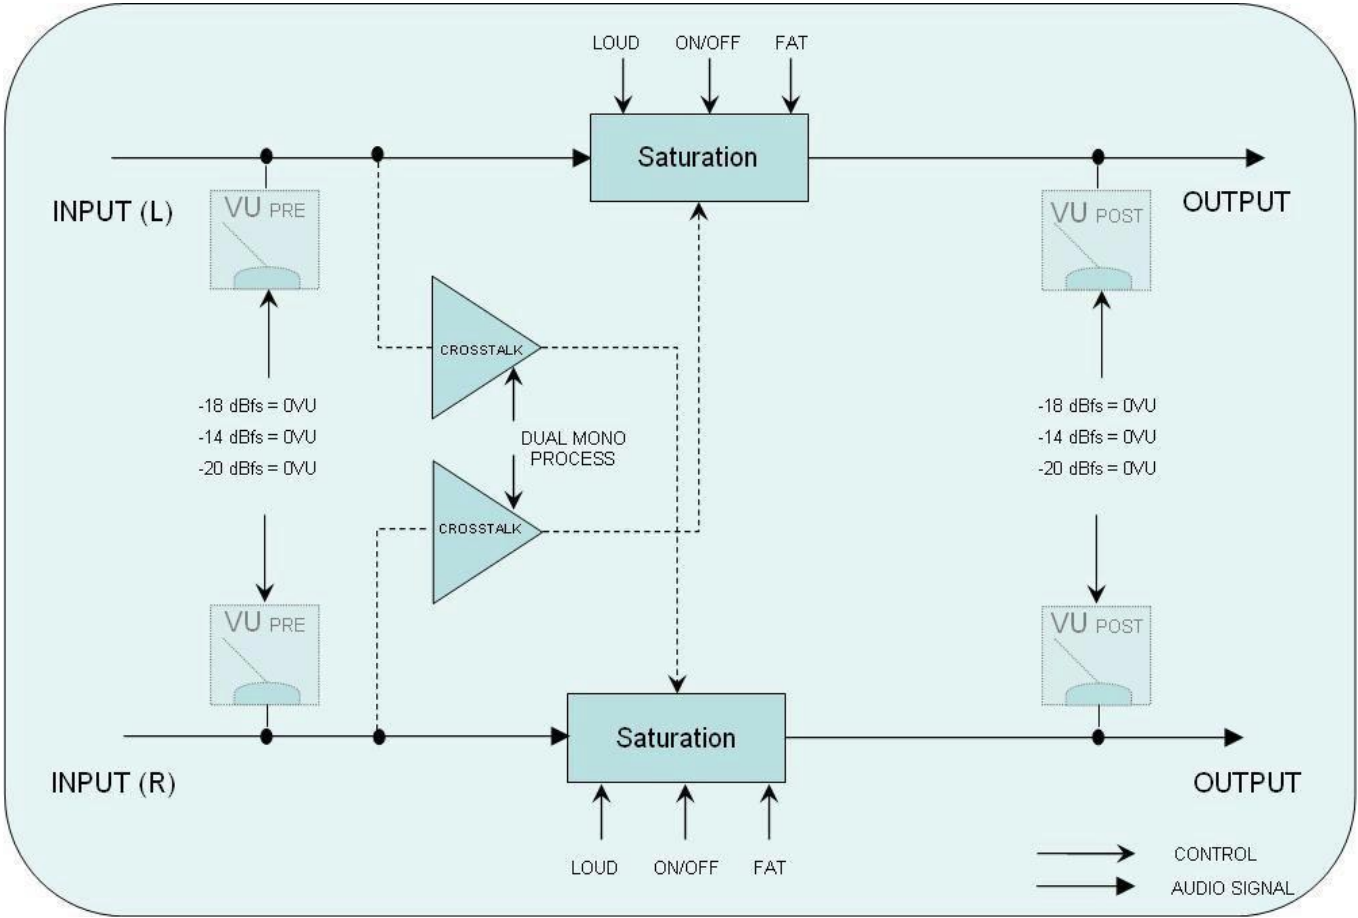 LOUD ON/OFF FAT
Saturation
INPUT (L)
VU PRE
VU POST
OUTPUT
CROSSTALK
-18 dBfs = 0VU
-14 dBfs = 0VU
-20 dBfs = 0VU
DUAL MONO
PROCESS
-18 dBfs = 0VU
-14 dBfs = 0VU
-20 dBfs = 0VU
CROSSTALK
VU PRE
VU POST
Saturation
INPUT (R)
OUTPUT
LOUD ON/OFF FAT
CONTROL
AUDIO SIGNAL